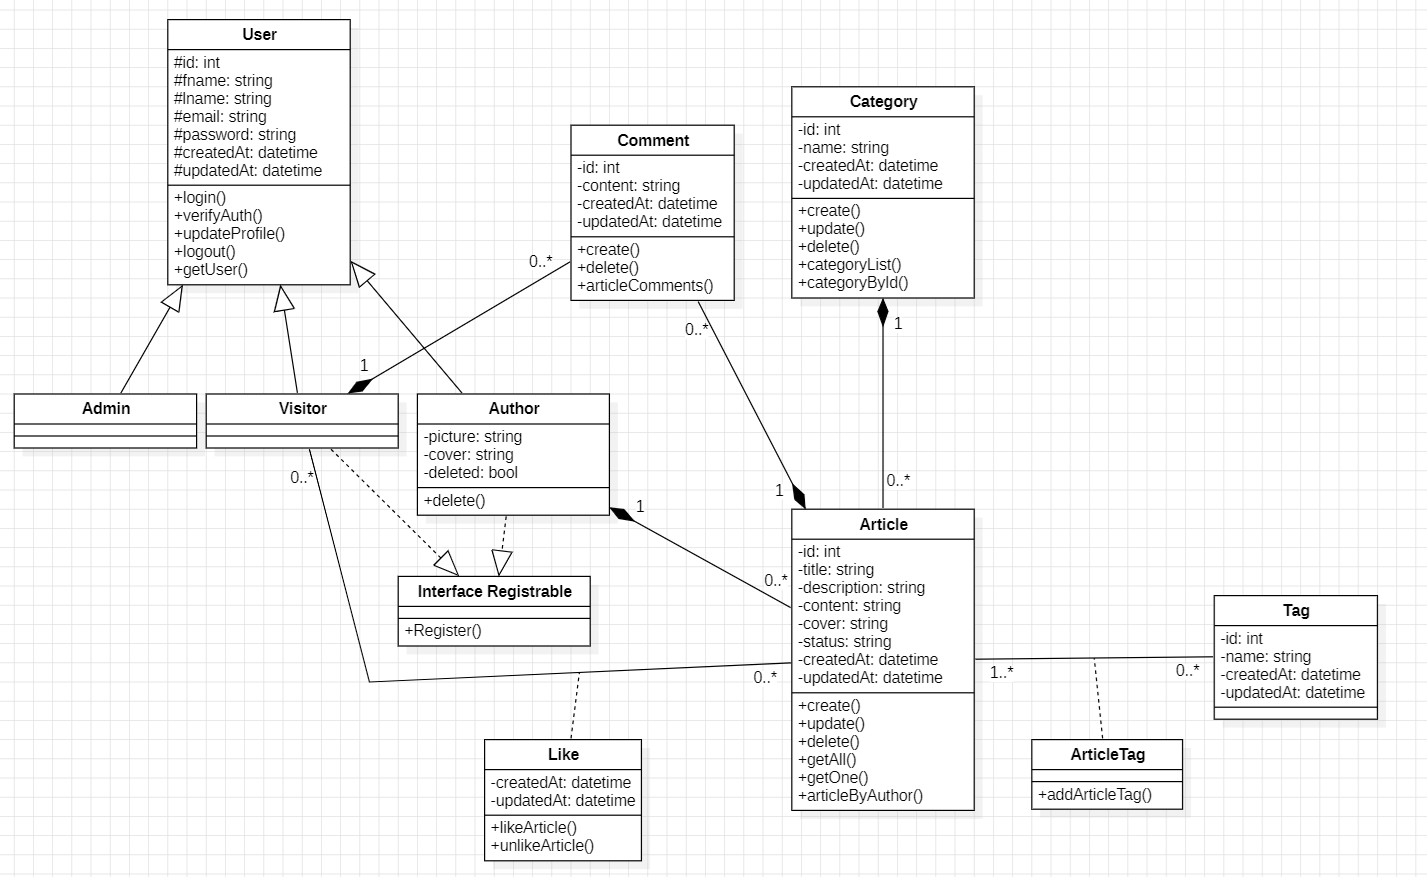 User
#id: int
#fname: string
#lname: string
#email: string
#password: string
#createdAt: datetime
#updatedAt: datetime
+login()
+verifyAuth()
+updateProfile()
+logout()
+getUser()
Comment
-id: int
-content: string
-createdAt: datetime
-updatedAt: datetime
+create()
+delete()
+articleComments()
Category
-id: int
-name: string
-createdAt: datetime
-updatedAt: datetime
+create()
+update()
+delete()
+categoryList()
+categoryById()
0..*
0..*
1
1
Admin
Visitor
Author
-picture: string
-cover: string
-deleted: bool
+delete()
0..*
1
1
0..*
0..*
Interface Registrable
+Register()
Article
-id: int
-title: string
-description: string
-content: string
-cover: string
-status: string
-createdAt: datetime
-updatedAt: datetime
+create()
+update()
+delete()
+getAll()
+getOne()
+articleByAuthor()
0..*
1..*
0..*
Tag
-id: int
-name: string
-createdAt: datetime
-updatedAt: datetime
Like
-createdAt: datetime
-updatedAt: datetime
+likeArticle()
+unlikeArticle()
ArticleTag
+addArticleTag()